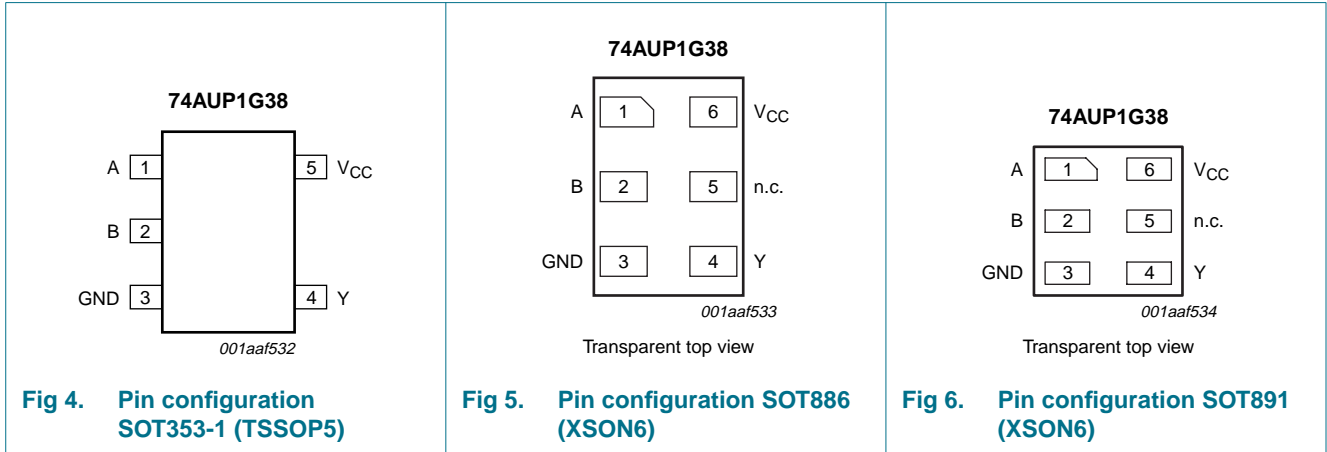 74AUP1G38
A 1 5 VCC
B 2
GND 3 4 Y
001aaf532
Fig 4. Pin configuration
SOT353-1 (TSSOP5)
74AUP1G38
A 1 6 VCC
B 2 5 n.c.
GND 3 4 Y
001aaf533
Transparent top view
Fig 5. Pin configuration SOT886
(XSON6)
74AUP1G38
A 1 6 VCC
B 2 5 n.c.
GND 3 4 Y
001aaf534
Transparent top view
Fig 6. Pin configuration SOT891
(XSON6)